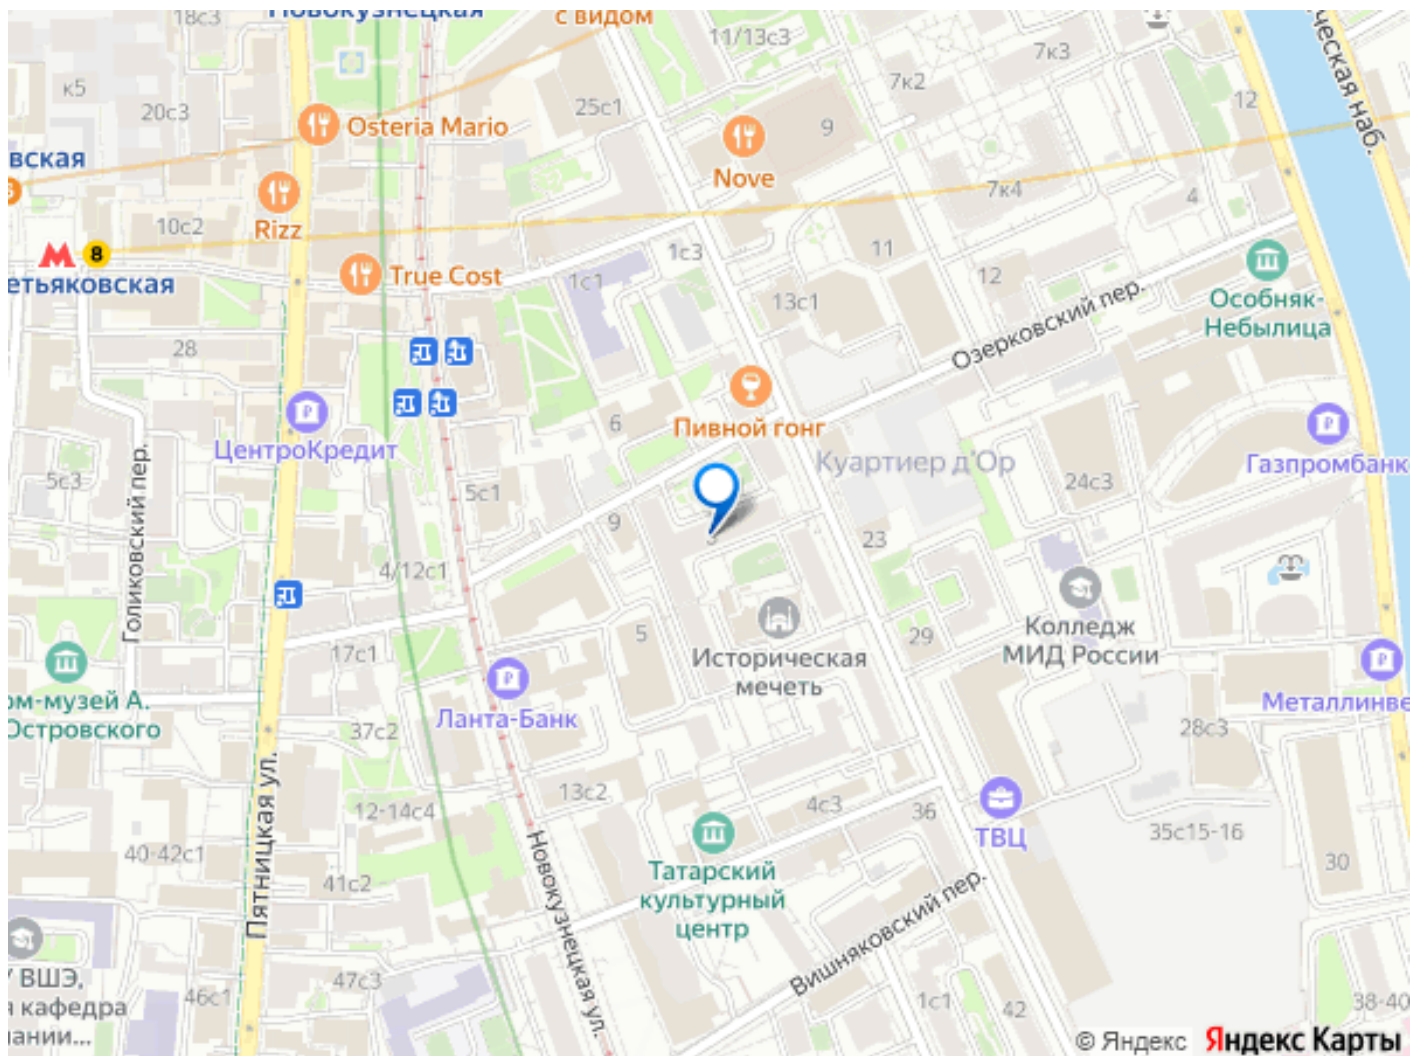 18с3
Новокузнецкая
с видом
11/13с3
7к3
ческая наб.
к5
20с3
25с1
7к2
9
12
Osteria Mario
вская
Nove
7к4
4
10с2
Rizz
8
етьяковская
True Cost
1с1
1с3
11
12
13с1
Озерковский пер.
Особняк-
Небылица
28
Пивной гонг
6
ЦентроКредит
Куартиер д'Ор
24с3
Газпромбанк
5с3
Голиковский пер.
5с1
9
23
4/12с1
Колледж
МИД России
29
5
17с1
Историческая
мечеть
ом-музей А.
Островского
Ланта-Банк
Металлинве
37с2
28с3
Пятницкая ул.
13с2
12-14с4
4с3
36
ТВЦ
35с15-16
30
40-42с1
41с2
Новокузнецкая ул.
Татарский
культурный
центр
Вишняковский пер.
ВШЭ,
я кафедра
ании...
46с1
47с3
1с1
42
38-40
© Яндекс
Яндекс Карты